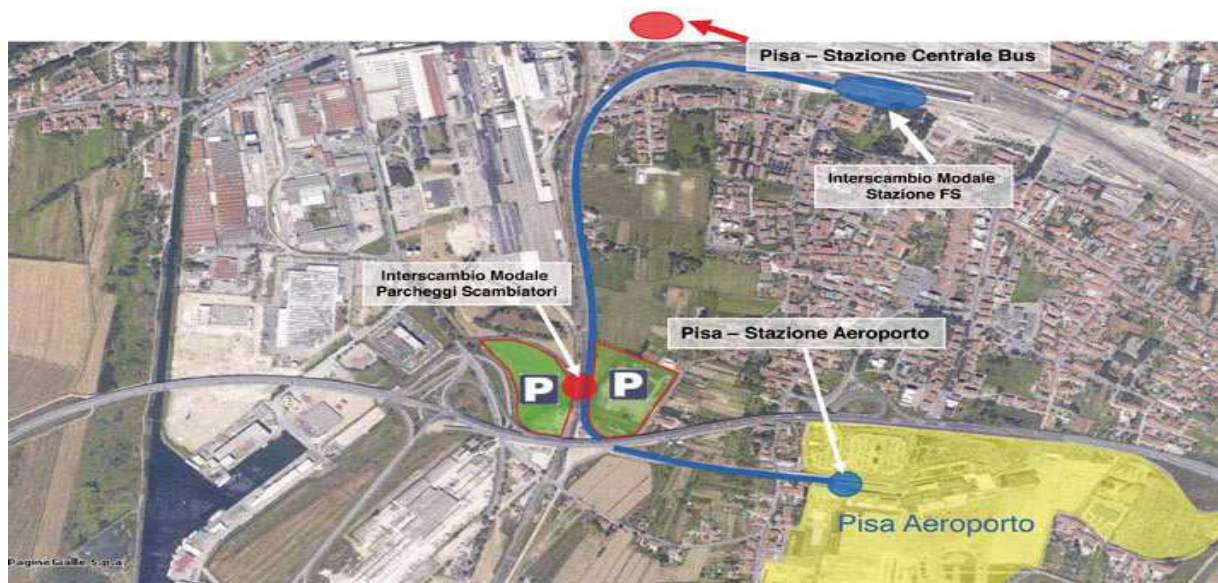 Pisa – Stazione Centrale Bus
Interscambio Modale
Stazione FS
Interscambio Modale
Parcheggi Scambiatori
Pisa – Stazione Aeroporto
P
P
Pisa Aeroporto
PagineGialle s.p.a.